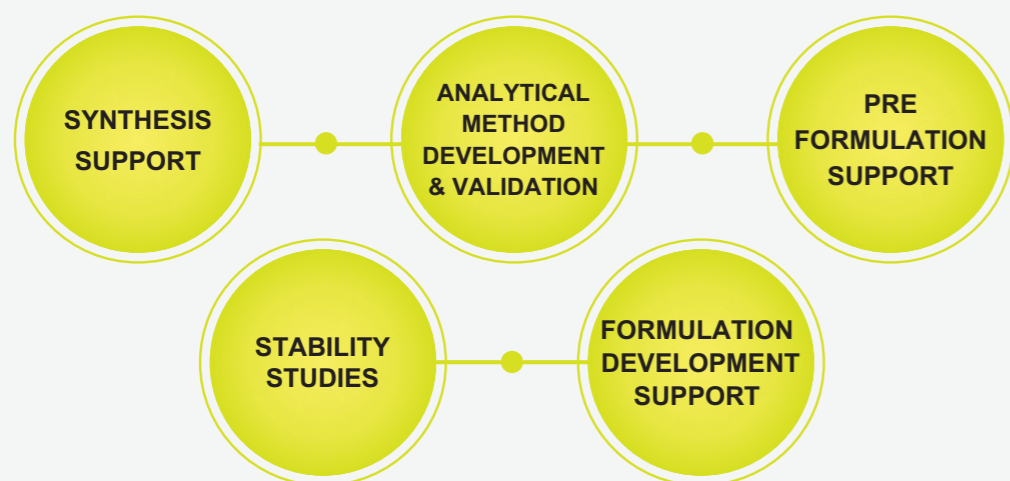 SYNTHESIS
SUPPORT
ANALYTICAL
METHOD
DEVELOPMENT
& VALIDATION
PRE
FORMULATION
SUPPORT
STABILITY
STUDIES
FORMULATION
DEVELOPMENT
SUPPORT